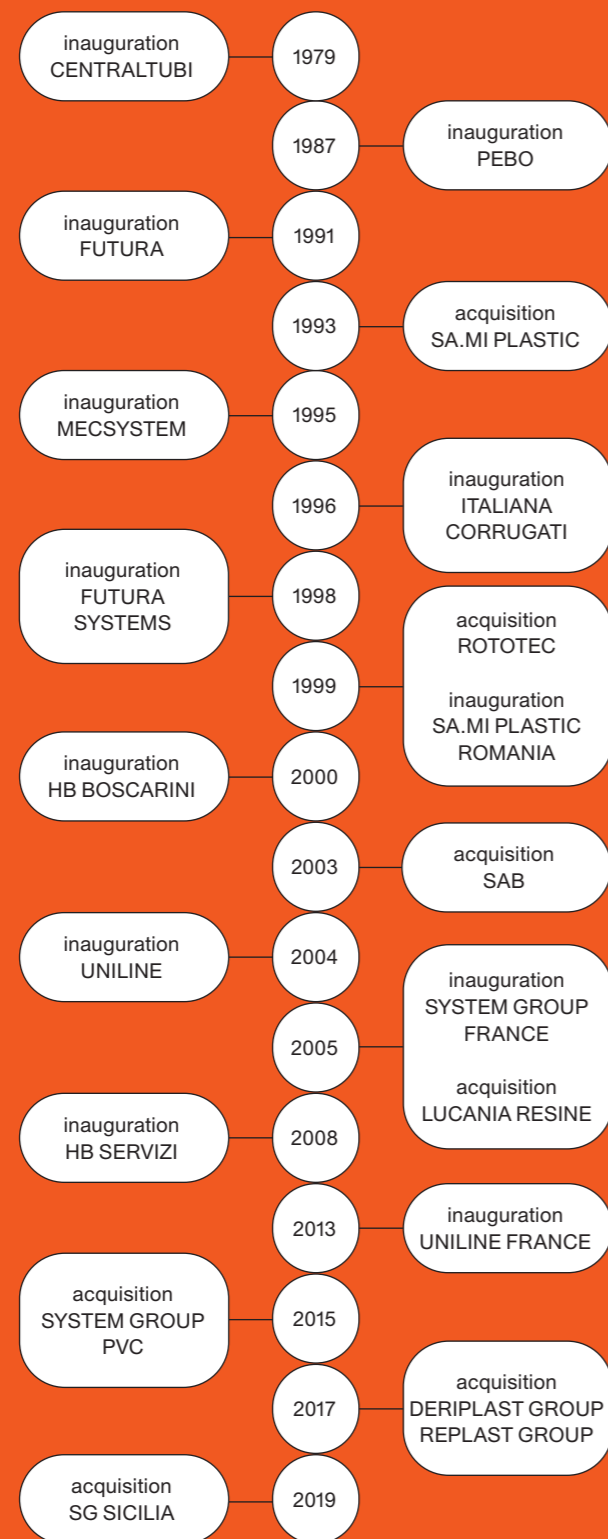 inauguration
CENTRALTUBI
1979
1987
inauguration
PEBO
inauguration
FUTURA
1991
1993
acquisition
SA.MI PLASTIC
inauguration
MECSYSTEM
1995
1996
inauguration
ITALIANA
CORRUGATI
inauguration
FUTURA
SYSTEMS
1998
1999
acquisition
ROTOTEC
inauguration
SA.MI PLASTIC
ROMANIA
inauguration
HB BOSCARINI
2000
2003
acquisition
SAB
inauguration
UNILINE
2004
2005
inauguration
SYSTEM GROUP
FRANCE
acquisition
LUCANIA RESINE
inauguration
HB SERVIZI
2008
2013
inauguration
UNILINE FRANCE
acquisition
SYSTEM GROUP
PVC
2015
2017
acquisition
DERIPLAST GROUP
REPLAST GROUP
acquisition
SG SICILIA
2019